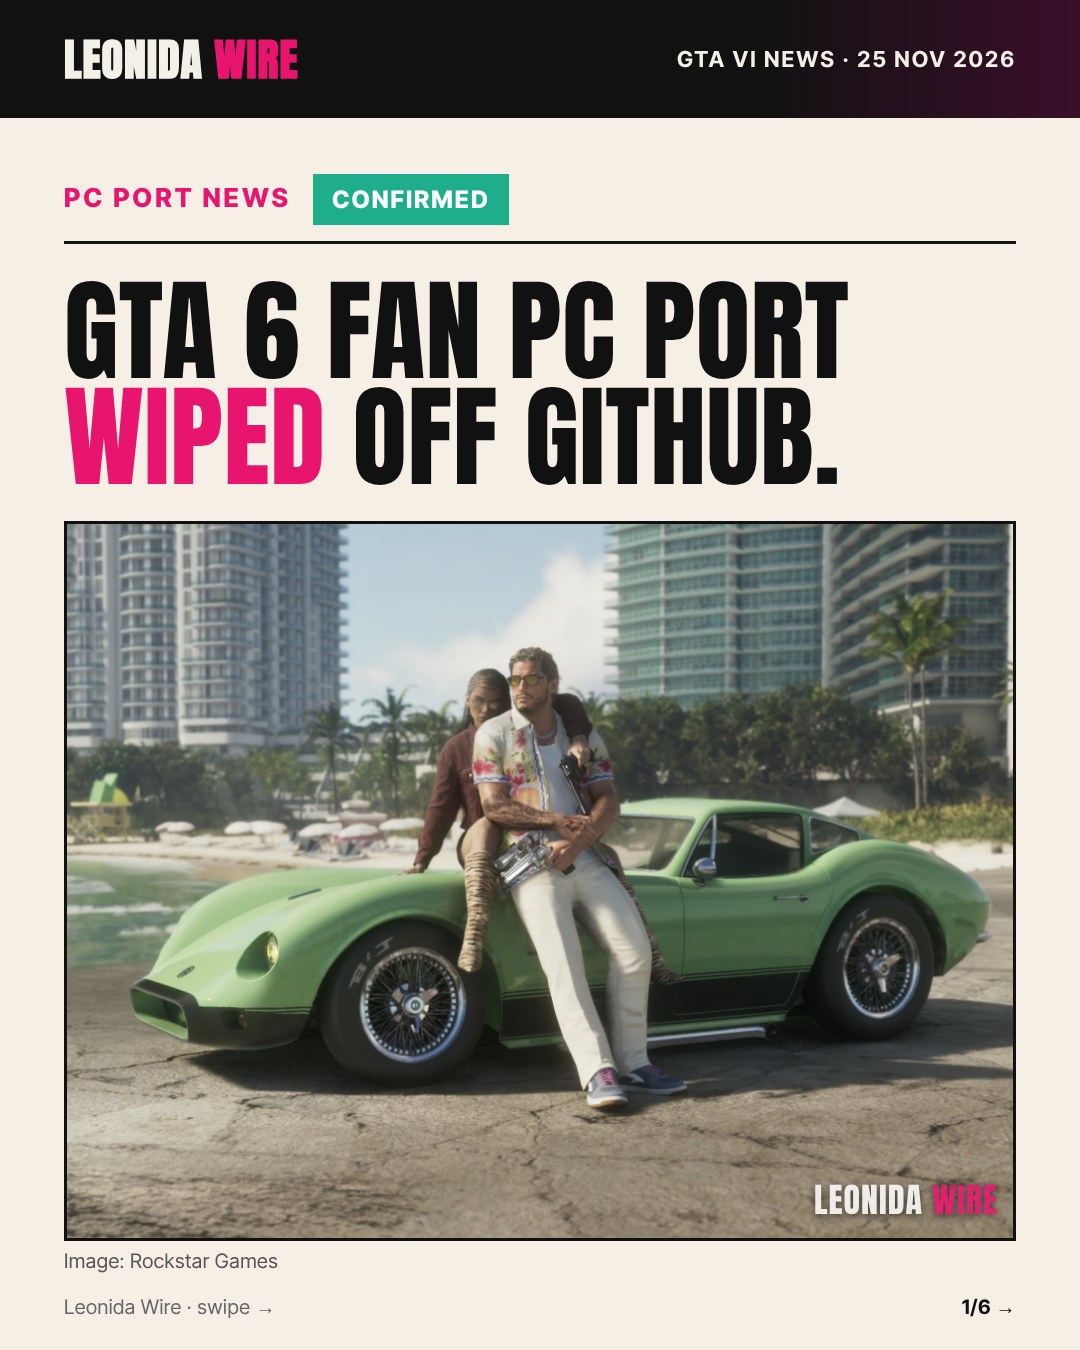 LEONIDA WIRE
GTA VI NEWS · 25 NOV 2026
PC PORT NEWS
CONFIRMED
GTA 6 FAN PC PORT
WIPED OFF GITHUB.
LEONIDA WIRE
Image: Rockstar Games
Leonida Wire · swipe →
1/6 →